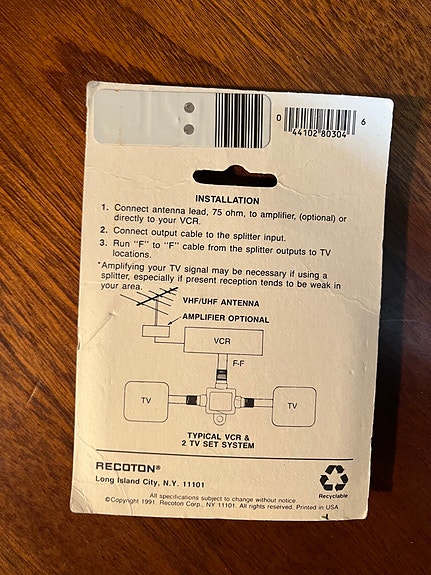 0 44102 80304 6
INSTALLATION
1. Connect antenna lead, 75 ohm, to amplifier, (optional) or
directly to your VCR.
2. Connect output cable to the splitter input.
3. Run "F" to "F" cable from the splitter outputs to TV
locations.
*Amplifying your TV signal may be necessary if using a
splitter, especially if present reception tends to be weak in
your area.
VHF/UHF ANTENNA
AMPLIFIER OPTIONAL
VCR
F-F
TV
TV
TYPICAL VCR &
2 TV SET SYSTEM
RECOTON®
Long Island City, N.Y. 11101
Recyclable
All specifications subject to change without notice.
©Copyright 1991. Recoton Corp., NY 11101. All rights reserved. Printed in USA